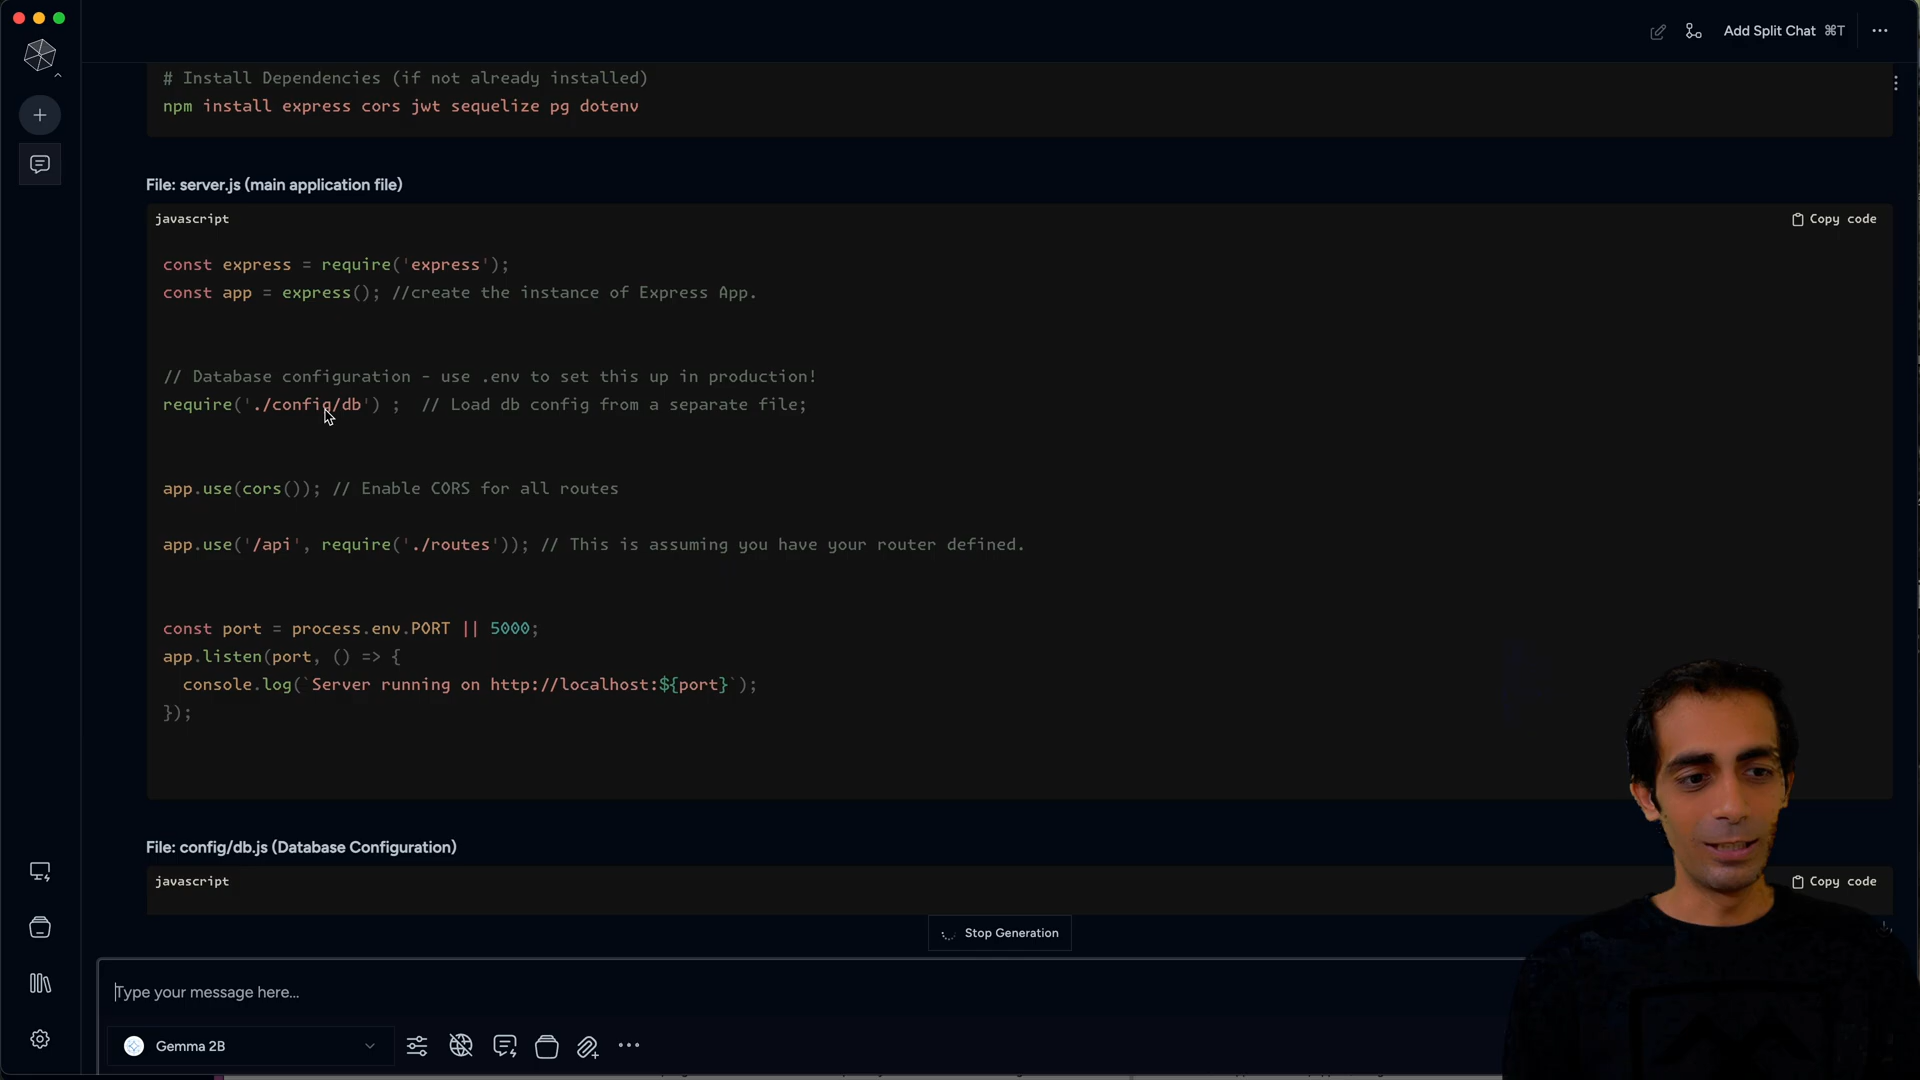 Add Split Chat ⌘T
# Install Dependencies (if not already installed)
npm install express cors jwt sequelize pg dotenv
File: server.js (main application file)
javascript
Copy code
const express = require('express');
const app = express(); //create the instance of Express App.
// Database configuration - use .env to set this up in production!
require('./config/db') ;  // Load db config from a separate file;
app.use(cors()); // Enable CORS for all routes
app.use('/api', require('./routes')); // This is assuming you have your router defined.
const port = process.env.PORT || 5000;
app.listen(port, () => {
  console.log(`Server running on http://localhost:${port}`);
});
File: config/db.js (Database Configuration)
javascript
Copy code
Stop Generation
Type your message here...
Gemma 2B